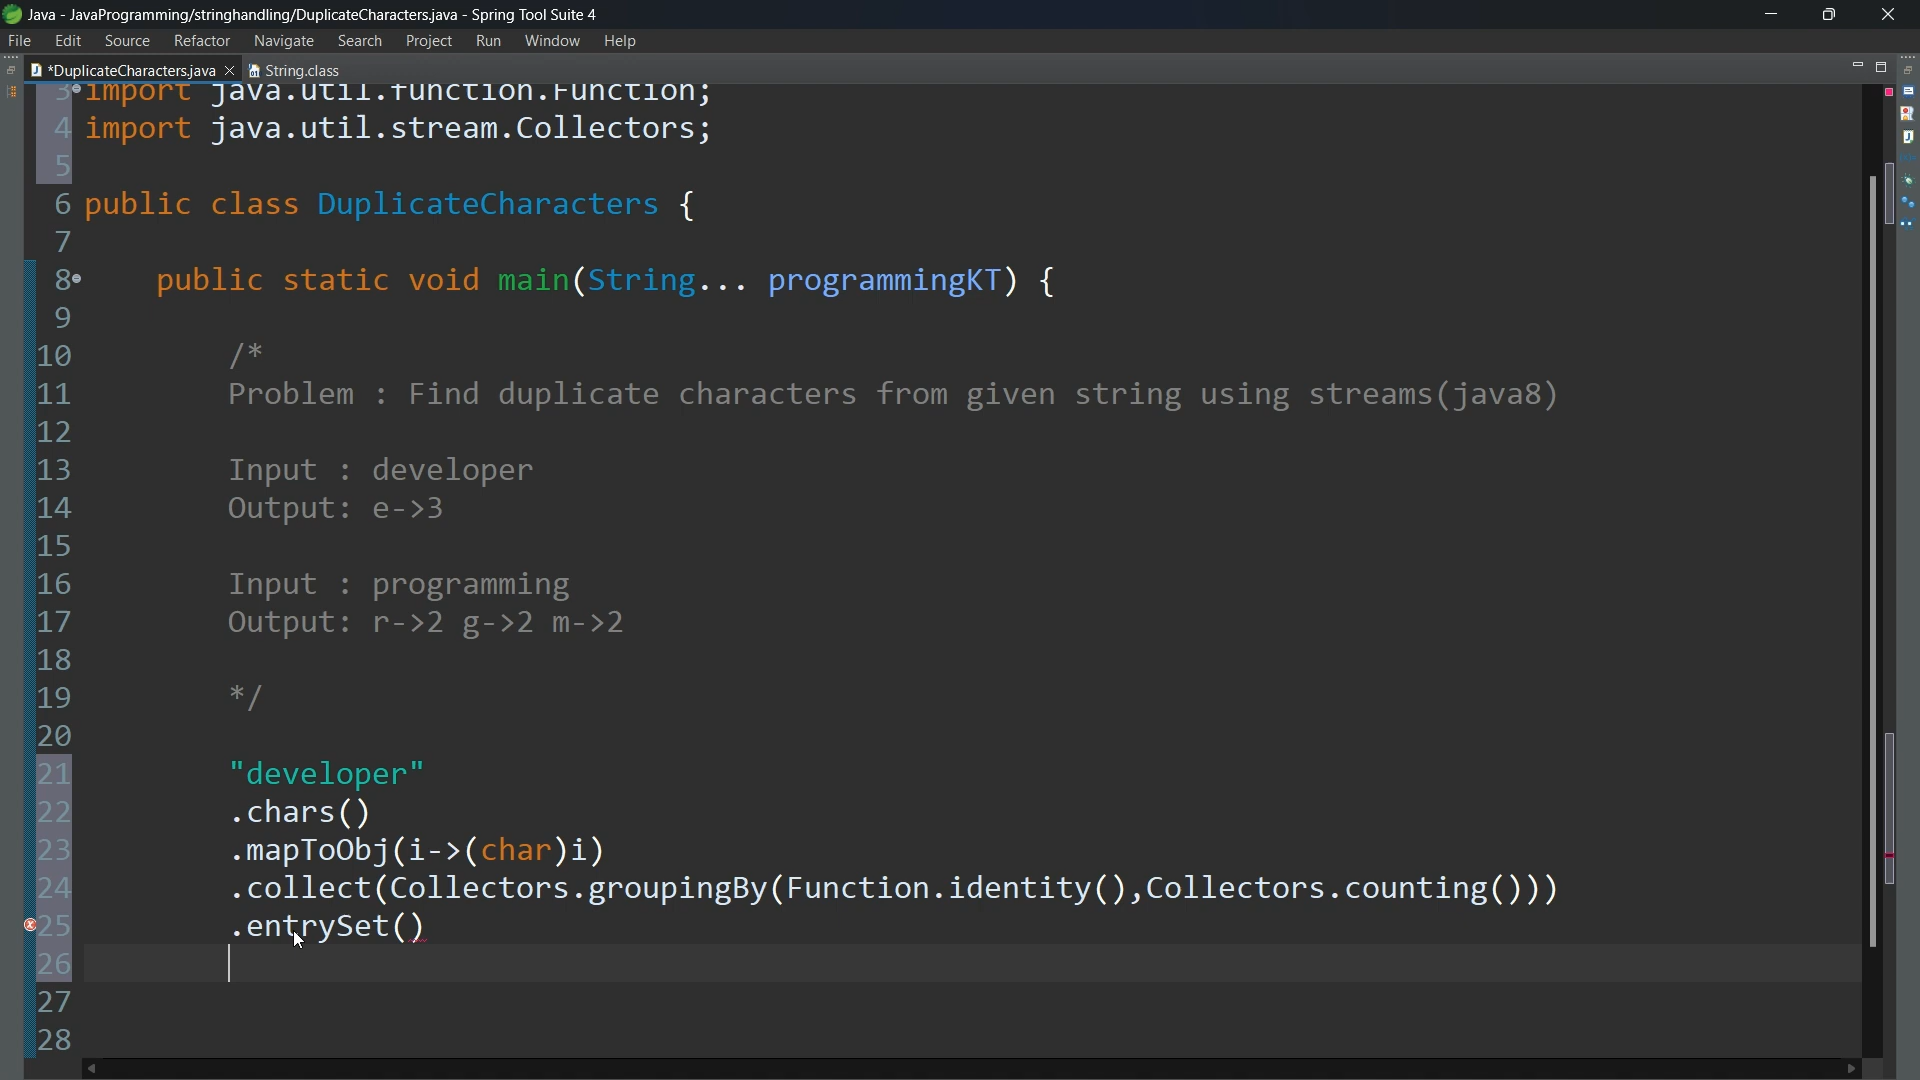 Java - JavaProgramming/stringhandling/DuplicateCharacters.java - Spring Tool Suite 4
File Edit Source Refactor Navigate Search Project Run Window Help
*DuplicateCharacters.java String.class
3 import java.util.function.Function;
4 import java.util.stream.Collectors;
5
6 public class DuplicateCharacters {
7
8 public static void main(String... programmingKT) {
9
10 /*
11 Problem : Find duplicate characters from given string using streams(java8)
12
13 Input : developer
14 Output: e->3
15
16 Input : programming
17 Output: r->2 g->2 m->2
18
19 */
20
21 "developer"
22 .chars()
23 .mapToObj(i->(char)i)
24 .collect(Collectors.groupingBy(Function.identity(),Collectors.counting()))
25 .entrySet()
26
27
28